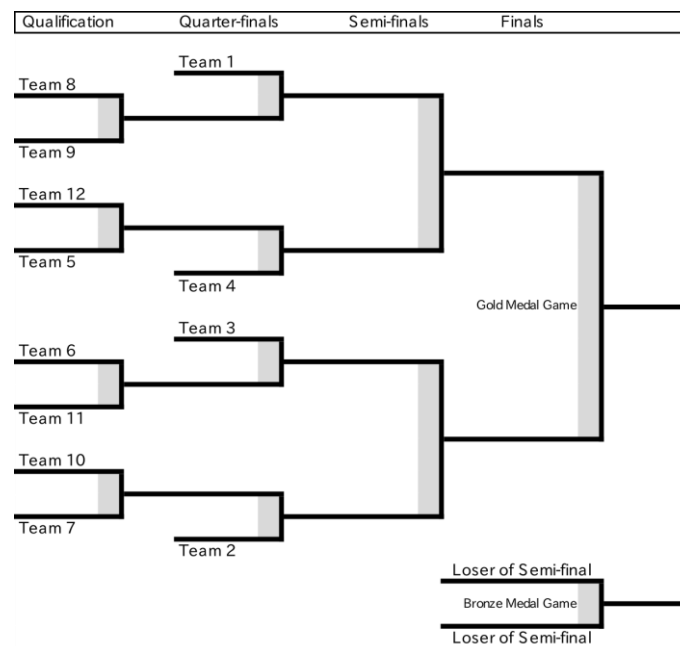 Qualification Quarter-finals Semi-finals Finals
Team 1
Team 8
Team 9
Team 12
Team 5
Team 4
Gold Medal Game
Team 3
Team 6
Team 11
Team 10
Team 7
Team 2
Loser of Semi-final
Bronze Medal Game
Loser of Semi-final